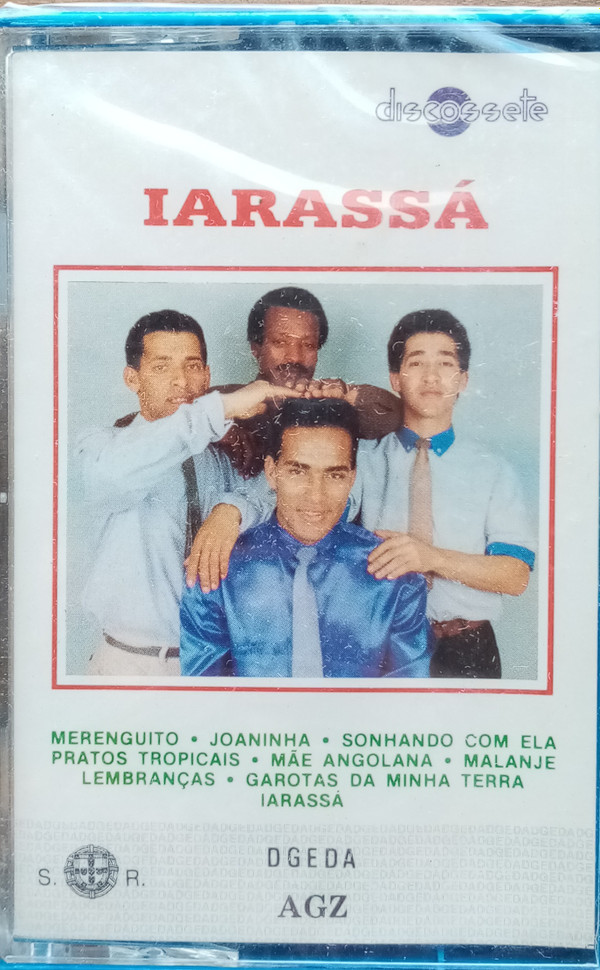 discossete
IARASSÁ
MERENGUITO • JOANINHA • SONHANDO COM ELA
PRATOS TROPICAIS • MÃE ANGOLANA • MALANJE
LEMBRANÇAS • GAROTAS DA MINHA TERRA
IARASSÁ
DGEDA
S. R.
AGZ